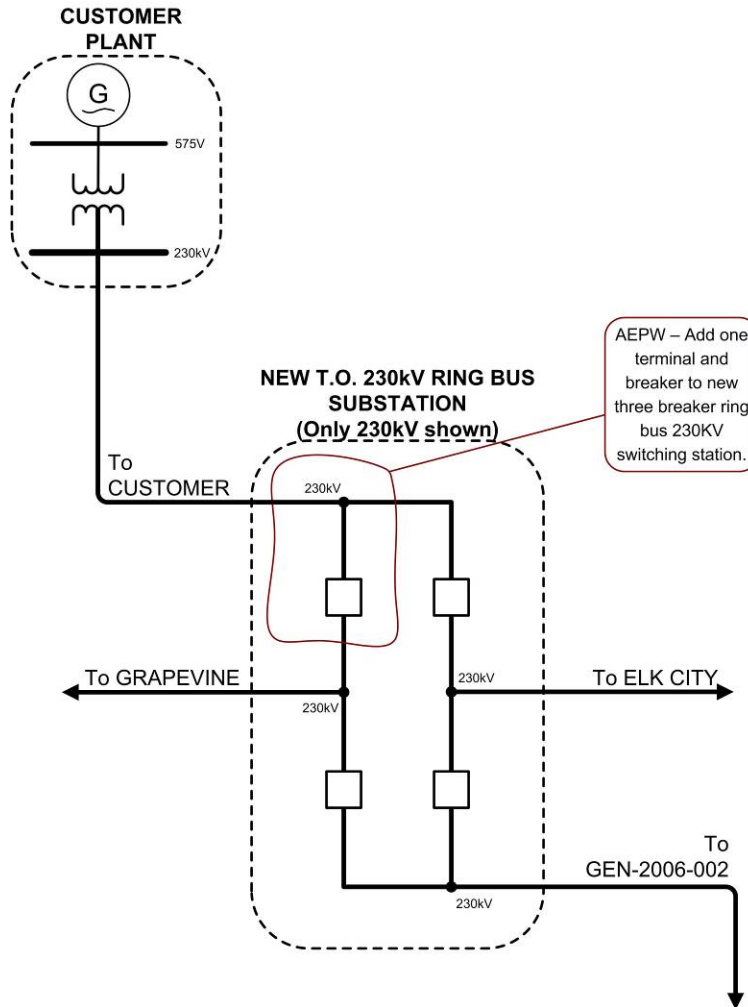 CUSTOMER
PLANT
G
575V
230kV
AEPW – Add one
terminal and
breaker to new
three breaker ring
bus 230KV
switching station.
NEW T.O. 230kV RING BUS
SUBSTATION
(Only 230kV shown)
To
CUSTOMER
230kV
To GRAPEVINE
230kV
To ELK CITY
230kV
To
GEN-2006-002
230kV